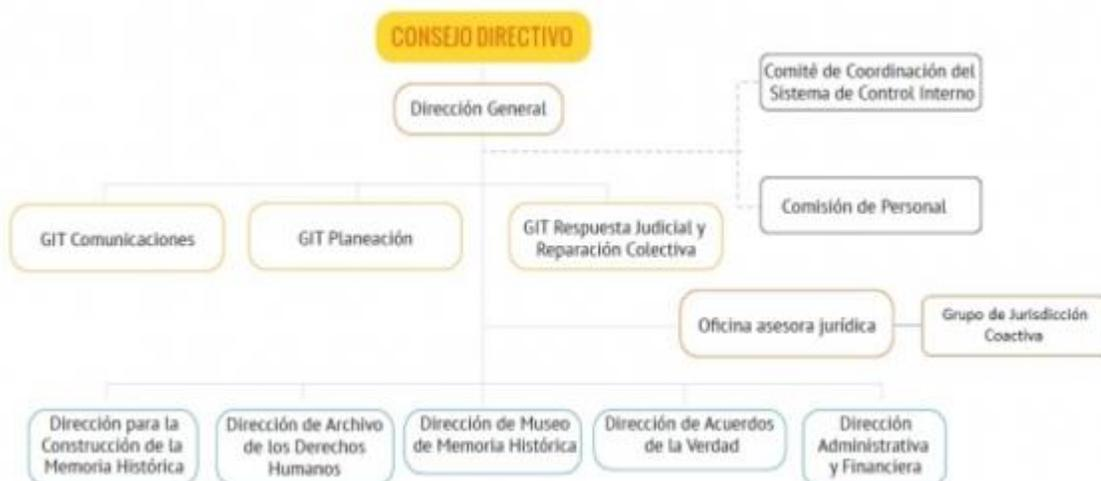 CONSEJO DIRECTIVO
Dirección General
Comité de Coordinación del
Sistema de Control Interno
Comisión de Personal
GIT Comunicaciones
GIT Planeación
GIT Respuesta Judicial y
Reparación Colectiva
Oficina asesora jurídica
Grupo de Jurisdicción
Coactiva
Dirección para la
Construcción de la
Memoria Histórica
Dirección de Archivo
de los Derechos
Humanos
Dirección de Museo
de Memoria Histórica
Dirección de Acuerdos
de la Verdad
Dirección
Administrativa
y Financiera